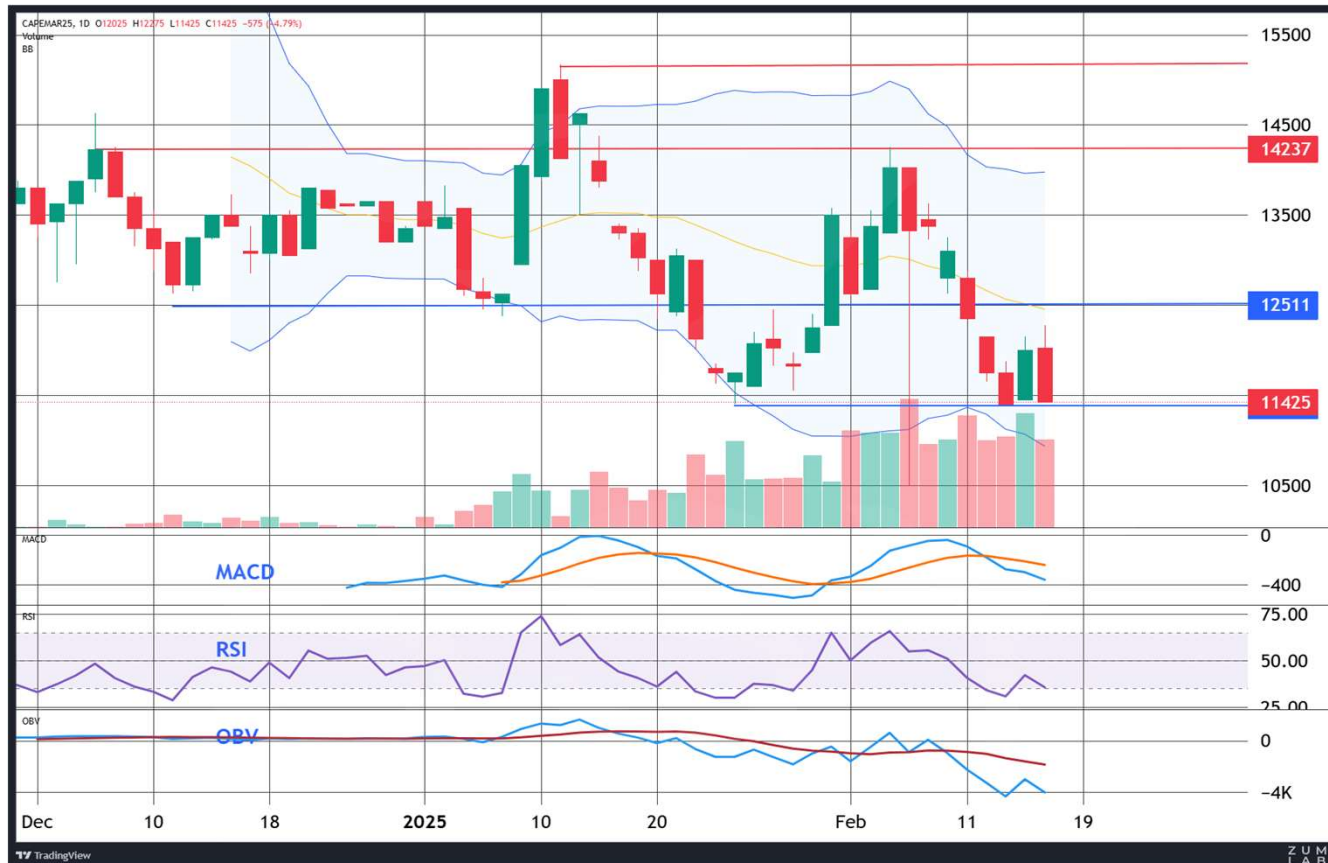 CAPEMAR25, 1D O12025 H12275 L11425 C11425 −575 (−4.79%)
Volume
BB
15500
14500
14237
13500
12511
11425
10500
MACD
MACD
0
−400
RSI
RSI
75.00
50.00
25.00
OBV
OBV
0
−4K
Dec 10 18 2025 10 20 Feb 11 19
TradingView
ZUM
LAB